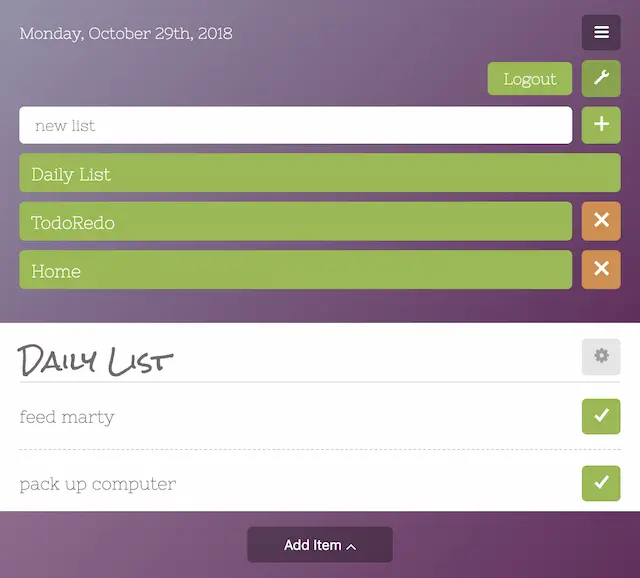 Monday, October 29th, 2018
Logout
new list
Daily List
TodoRedo
Home
Daily List
feed marty
pack up computer
Add Item